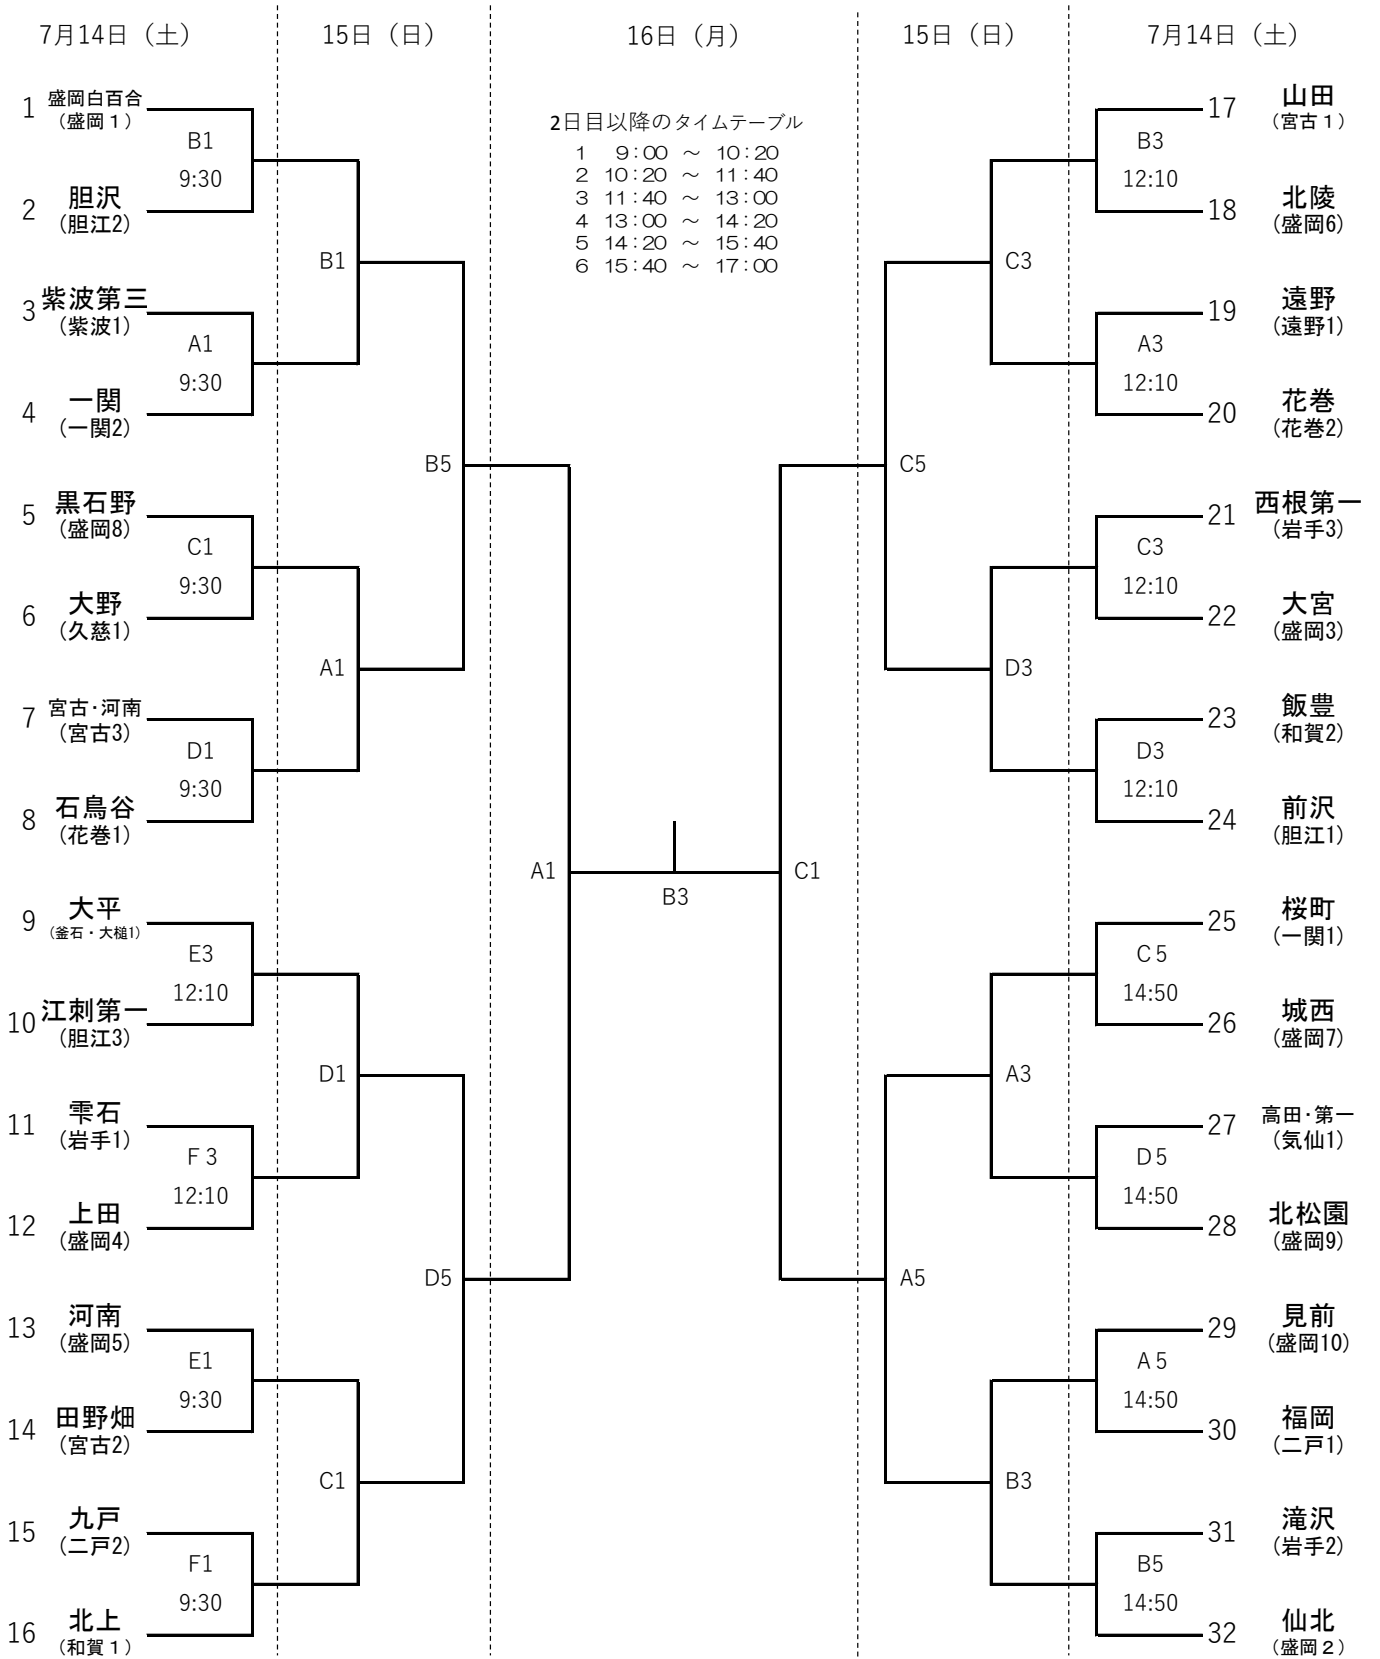 7月14日（土）
15日（日）
16日（月）
15日（日）
7月14日（土）
2日目以降のタイムテーブル
1 9:00 ～ 10:20
2 10:20 ～ 11:40
3 11:40 ～ 13:00
4 13:00 ～ 14:20
5 14:20 ～ 15:40
6 15:40 ～ 17:00
1 盛岡白百合
（盛岡１）
B1
9:30
2 胆沢
（胆江2）
B1
3 紫波第三
（紫波1）
A1
9:30
4 一関
（一関2）
B5
5 黒石野
（盛岡8）
C1
9:30
6 大野
（久慈1）
A1
7 宮古・河南
（宮古3）
D1
9:30
8 石鳥谷
（花巻1）
A1
9 大平
（釜石・大槌1）
E3
12:10
10 江刺第一
（胆江3）
D1
11 雫石
（岩手1）
F 3
12:10
12 上田
（盛岡4）
D5
13 河南
（盛岡5）
E1
9:30
14 田野畑
（宮古2）
C1
15 九戸
（二戸2）
F1
9:30
16 北上
（和賀１）
B3
C1
17 山田
（宮古１）
B3
12:10
18 北陵
（盛岡6）
C3
19 遠野
（遠野1）
A3
12:10
20 花巻
（花巻2）
C5
21 西根第一
（岩手3）
C3
12:10
22 大宮
（盛岡3）
D3
23 飯豊
（和賀2）
D3
12:10
24 前沢
（胆江1）
25 桜町
（一関1）
C 5
14:50
26 城西
（盛岡7）
A3
27 高田・第一
（気仙1）
D 5
14:50
28 北松園
（盛岡9）
A5
29 見前
（盛岡10）
A 5
14:50
30 福岡
（二戸1）
B3
31 滝沢
（岩手2）
B5
14:50
32 仙北
（盛岡２）